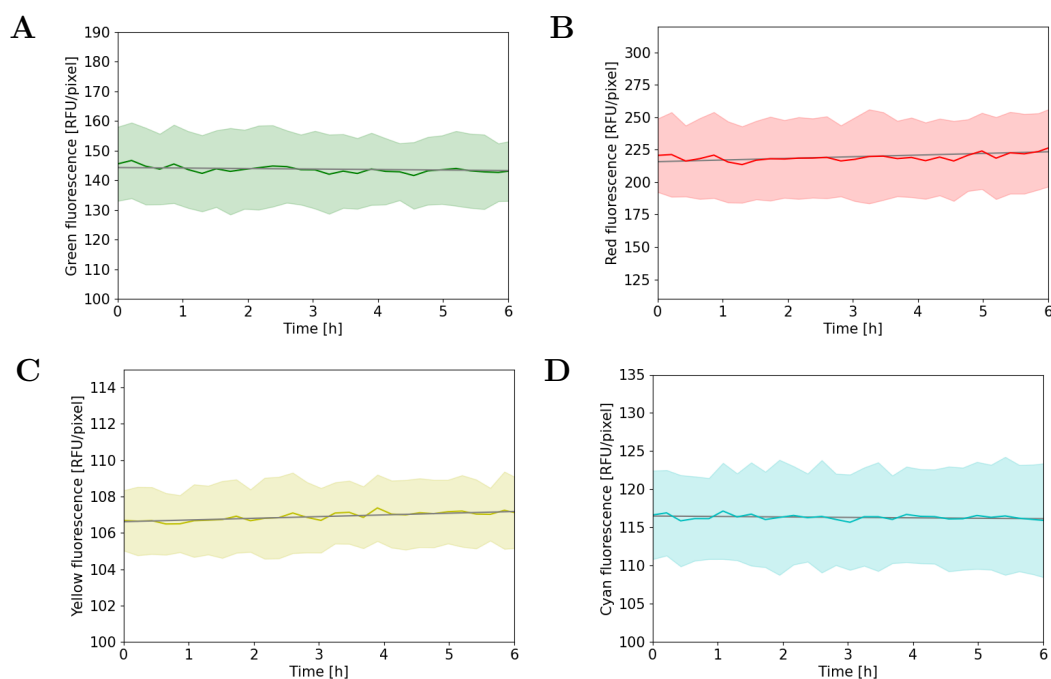 A
Green fluorescence [RFU/pixel]
190
180
170
160
150
140
130
120
110
100
0 1 2 3 4 5 6
Time [h]
B
Red fluorescence [RFU/pixel]
300
275
250
225
200
175
150
125
0 1 2 3 4 5 6
Time [h]
C
Yellow fluorescence [RFU/pixel]
114
112
110
108
106
104
102
100
0 1 2 3 4 5 6
Time [h]
D
Cyan fluorescence [RFU/pixel]
135
130
125
120
115
110
105
100
0 1 2 3 4 5 6
Time [h]